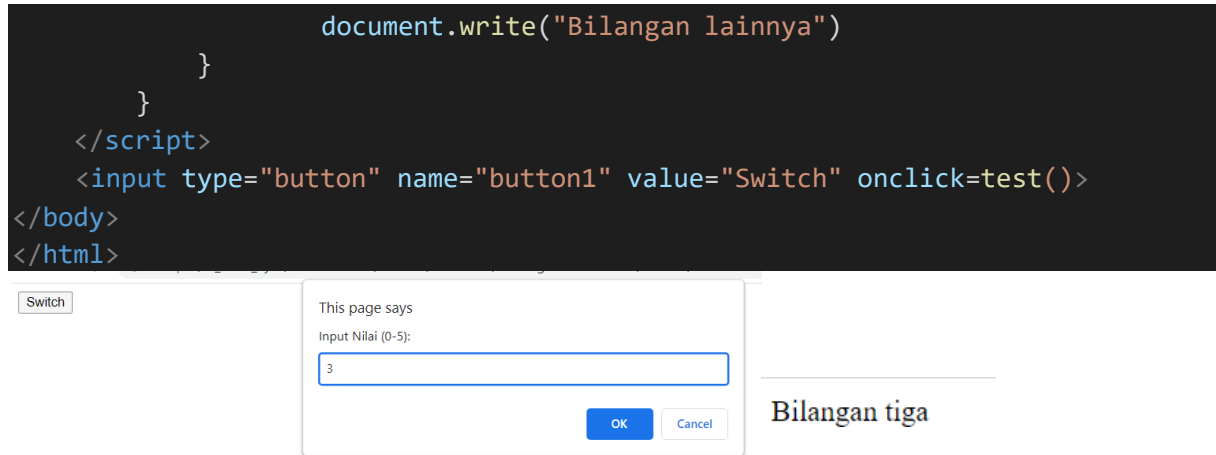 document.write("Bilangan lainnya")
}
}
</script>
<input type="button" name="button1" value="Switch" onclick=test()>
</body>
</html>
Switch
This page says
Input Nilai (0-5):
3
OK Cancel
Bilangan tiga